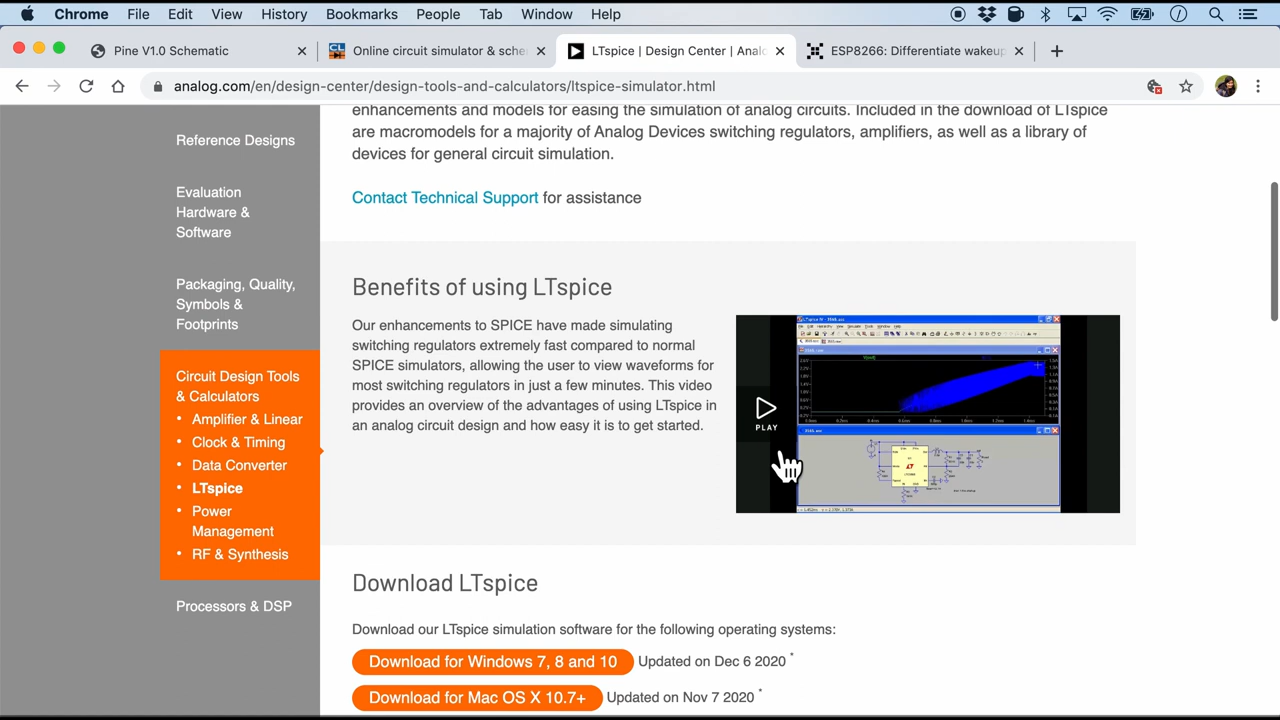 Chrome File Edit View History Bookmarks People Tab Window Help
Pine V1.0 Schematic
Online circuit simulator & sche
LTspice | Design Center | Anal
ESP8266: Differentiate wakeup
analog.com/en/design-center/design-tools-and-calculators/ltspice-simulator.html
Reference Designs
Evaluation
Hardware &
Software
Packaging, Quality,
Symbols &
Footprints
Circuit Design Tools
& Calculators
• Amplifier & Linear
• Clock & Timing
• Data Converter
• LTspice
• Power
Management
• RF & Synthesis
Processors & DSP
enhancements and models for easing the simulation of analog circuits. Included in the download of LTspice
are macromodels for a majority of Analog Devices switching regulators, amplifiers, as well as a library of
devices for general circuit simulation.
Contact Technical Support for assistance
Benefits of using LTspice
Our enhancements to SPICE have made simulating
switching regulators extremely fast compared to normal
SPICE simulators, allowing the user to view waveforms for
most switching regulators in just a few minutes. This video
provides an overview of the advantages of using LTspice in
an analog circuit design and how easy it is to get started.
PLAY
Download LTspice
Download our LTspice simulation software for the following operating systems:
Download for Windows 7, 8 and 10 Updated on Dec 6 2020 *
Download for Mac OS X 10.7+ Updated on Nov 7 2020 *